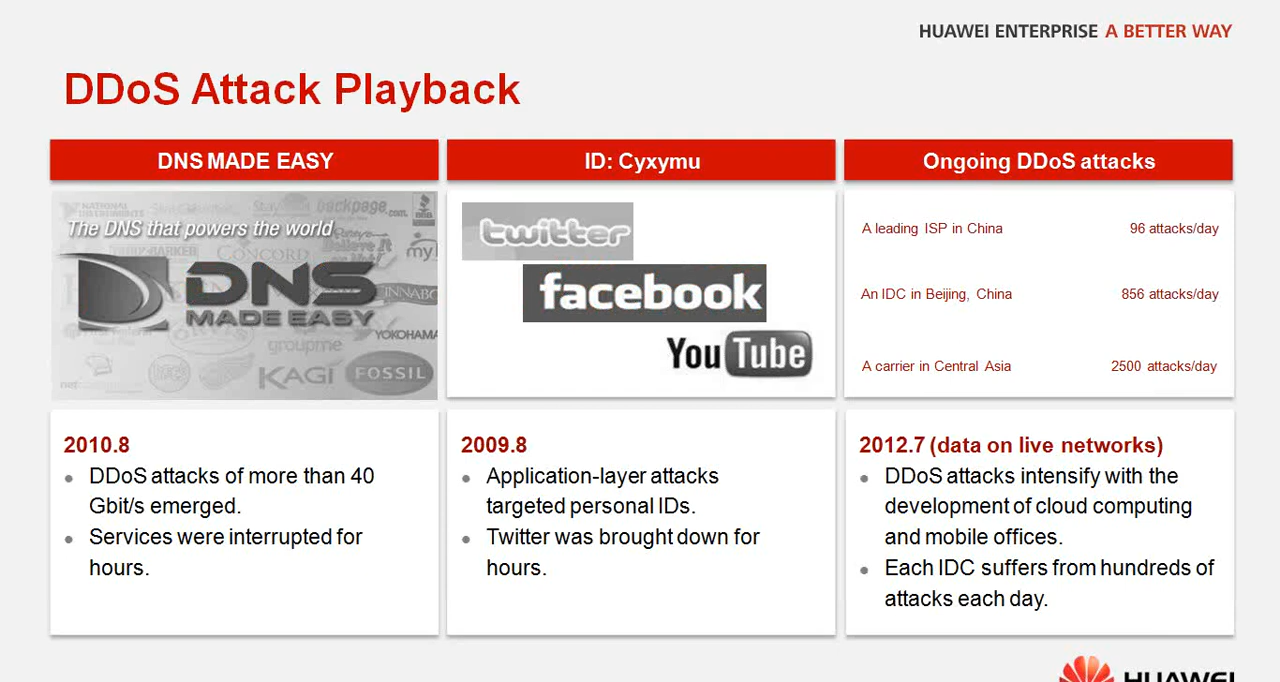 HUAWEI ENTERPRISE A BETTER WAY
DDoS Attack Playback
DNS MADE EASY
The DNS that powers the world
backpage.com
CONCORD
my
DNS
MADE EASY
YOKOHAMA
groupme
KAGI
FOSSIL
ID: Cyxymu
twitter
facebook
YouTube
Ongoing DDoS attacks
A leading ISP in China 96 attacks/day
An IDC in Beijing, China 856 attacks/day
A carrier in Central Asia 2500 attacks/day
2010.8
DDoS attacks of more than 40
Gbit/s emerged.
Services were interrupted for
hours.
2009.8
Application-layer attacks
targeted personal IDs.
Twitter was brought down for
hours.
2012.7 (data on live networks)
DDoS attacks intensify with the
development of cloud computing
and mobile offices.
Each IDC suffers from hundreds of
attacks each day.
HUAWEI